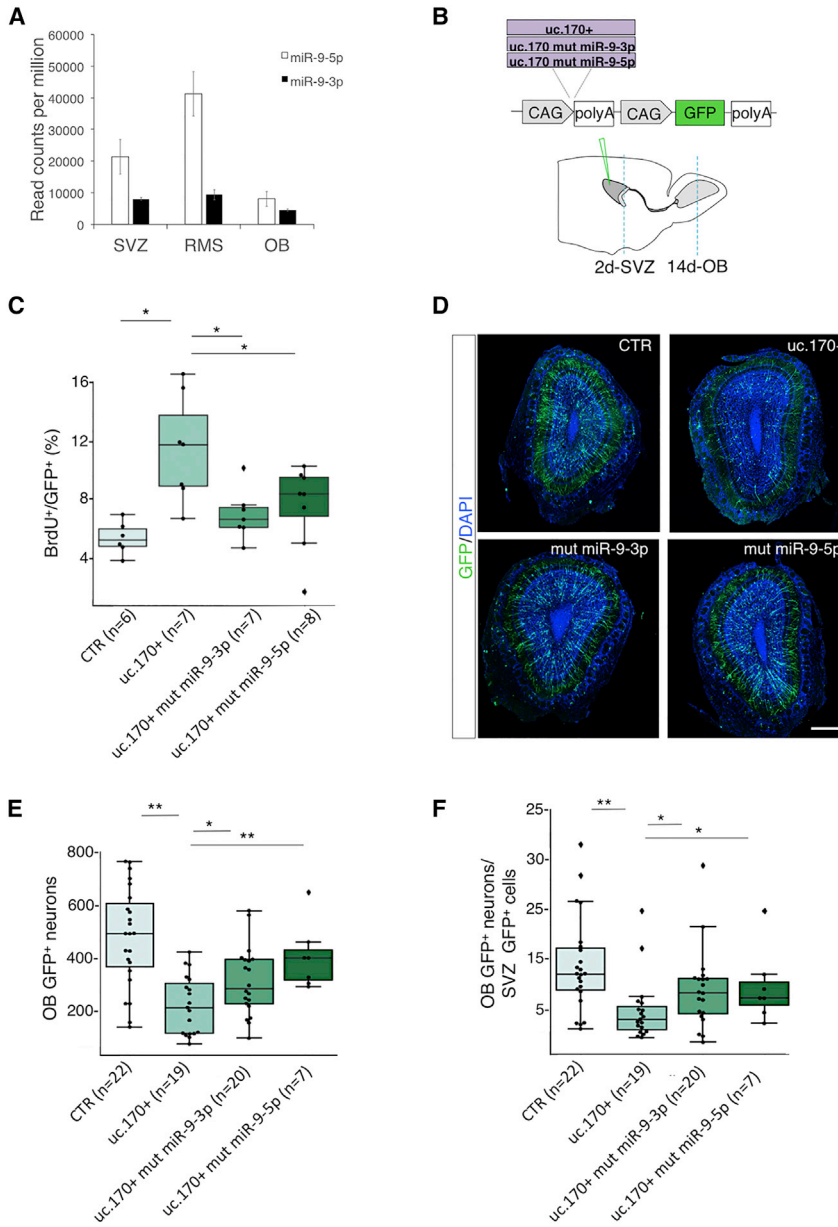 A
Read counts per million
60000
50000
40000
30000
20000
10000
0
miR-9-5p
miR-9-3p
SVZ RMS OB
B
uc.170+
uc.170 mut miR-9-3p
uc.170 mut miR-9-5p
CAG polyA CAG GFP polyA
2d-SVZ 14d-OB
C
BrdU+/GFP+ (%)
16
12
8
4
* * *
CTR (n=6)
uc.170+ (n=7)
uc.170+ mut miR-9-3p (n=7)
uc.170+ mut miR-9-5p (n=8)
D
GFP/DAPI
CTR
uc.170+
mut miR-9-3p
mut miR-9-5p
E
OB GFP+ neurons
800-
600-
400-
200-
** * **
CTR (n=22)
uc.170+ (n=19)
uc.170+ mut miR-9-3p (n=20)
uc.170+ mut miR-9-5p (n=7)
F
OB GFP+ neurons/
SVZ GFP+ cells
25-
30-
25-
15-
5-
** * *
CTR (n=22)
uc.170+ (n=19)
uc.170+ mut miR-9-3p (n=20)
uc.170+ mut miR-9-5p (n=7)